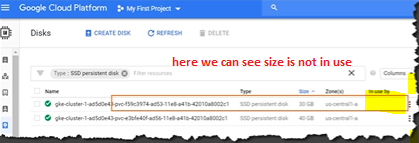 Google Cloud Platform
My First Project
Disks
CREATE DISK
REFRESH
DELETE
here we can see size is not in use
Type : SSD persistent disk
Filter resources
Columns
Name
Type
Size
Zone(s)
In use by
gke-cluster-1-ad5d0e43-pvc-f59c3974-ad53-11e8-a41b-42010a8002c1
SSD persistent disk
30 GB
us-central1-a
gke-cluster-1-ad5d0e43-pvc-e3bfe40f-ad56-11e8-a41b-42010a8002c1
SSD persistent disk
40 GB
us-central1-a